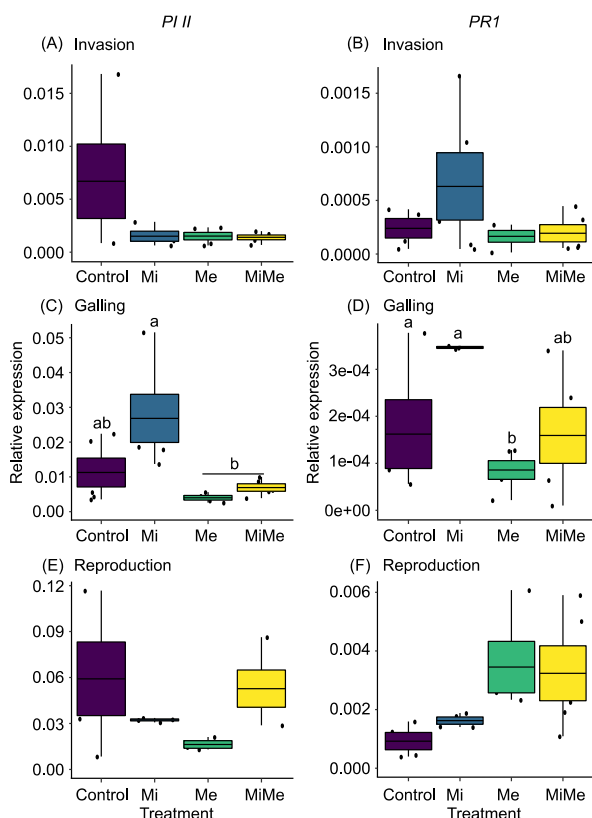 PI II
PR1
(A) Invasion
(B) Invasion
0.015
0.010
0.005
0.000
0.0015
0.0010
0.0005
0.0000
Control Mi Me MiMe
Control Mi Me MiMe
(C) Galling
(D) Galling
Relative expression
0.05
0.04
0.03
0.02
0.01
0.00
ab
a
b
Relative expression
3e-04
2e-04
1e-04
0e+00
a
a
b
ab
Control Mi Me MiMe
Control Mi Me MiMe
(E) Reproduction
(F) Reproduction
0.12
0.09
0.06
0.03
0.00
0.006
0.004
0.002
0.000
Control Mi Me MiMe
Control Mi Me MiMe
Treatment
Treatment